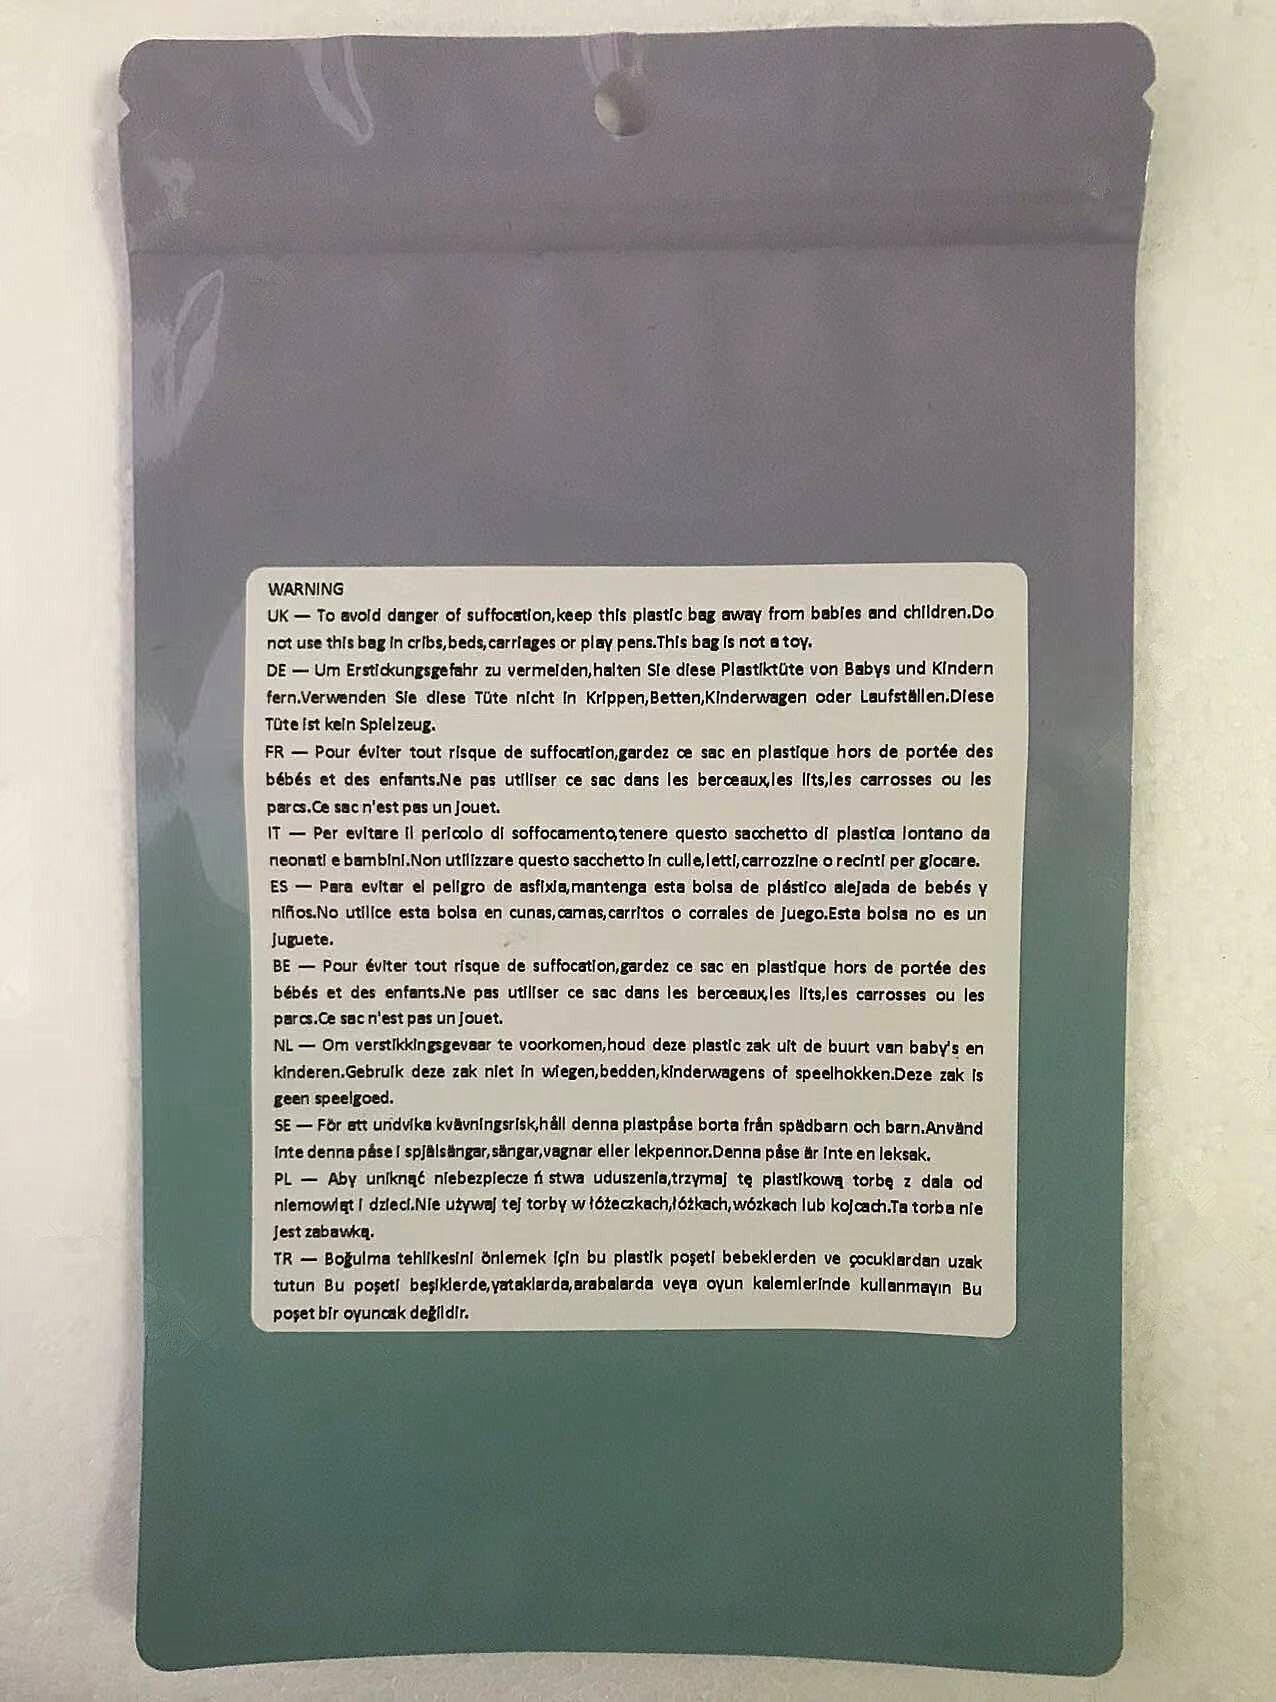 WARNING
UK — To avoid danger of suffocation,keep this plastic bag away from babies and children.Do
not use this bag in cribs,beds,carriages or play pens.This bag is not a toy.
DE — Um Erstickungsgefahr zu vermeiden,halten Sie diese Plastiktüte von Babys und Kindern
fern.Verwenden Sie diese Tüte nicht in Krippen,Betten,Kinderwagen oder Laufställen.Diese
Tüte ist kein Spielzeug.
FR — Pour éviter tout risque de suffocation,gardez ce sac en plastique hors de portée des
bébés et des enfants.Ne pas utiliser ce sac dans les berceaux,les lits,les carrosses ou les
parcs.Ce sac n'est pas un jouet.
IT — Per evitare il pericolo di soffocamento,tenere questo sacchetto di plastica lontano da
neonati e bambini.Non utilizzare questo sacchetto in culle,letti,carrozzine o recinti per giocare.
ES — Para evitar el peligro de asfixia,mantenga esta bolsa de plástico alejada de bebés y
niños.No utilice esta bolsa en cunas,camas,carritos o corrales de juego.Esta bolsa no es un
juguete.
BE — Pour éviter tout risque de suffocation,gardez ce sac en plastique hors de portée des
bébés et des enfants.Ne pas utiliser ce sac dans les berceaux,les lits,les carrosses ou les
parcs.Ce sac n'est pas un jouet.
NL — Om verstikkingsgevaar te voorkomen,houd deze plastic zak uit de buurt van baby's en
kinderen.Gebruik deze zak niet in wiegen,bedden,kinderwagens of speelhokken.Deze zak is
geen speelgoed.
SE — För att undvika kvävningsrisk,håll denna plastpåse borta från spädbarn och barn.Använd
inte denna påse i spjälsängar,sängar,vagnar eller lekpennor.Denna påse är inte en leksak.
PL — Aby uniknąć niebezpiecze ń stwa uduszenia,trzymaj tę plastikową torbę z dala od
niemowląt i dzieci.Nie używaj tej torby w łóżeczkach,łóżkach,wózkach lub kojcach.Ta torba nie
jest zabawką.
TR — Boğulma tehlikesini önlemek için bu plastik poşeti bebeklerden ve çocuklardan uzak
tutun Bu poşeti beşiklerde,yataklarda,arabalarda veya oyun kalemlerinde kullanmayın Bu
poşet bir oyuncak değildir.